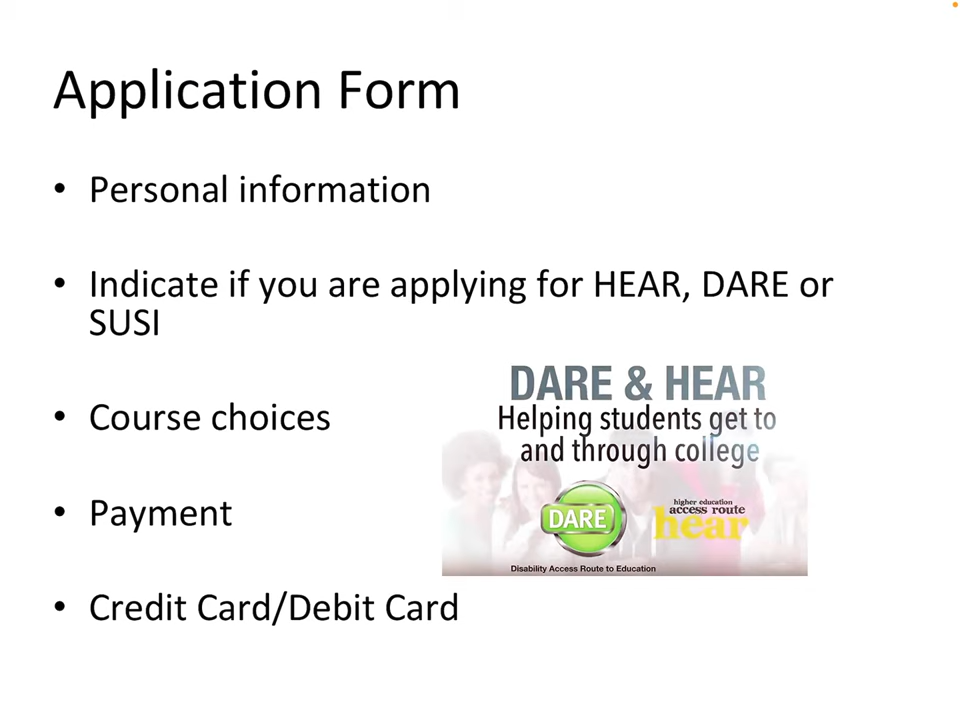 Application Form
• Personal information
• Indicate if you are applying for HEAR, DARE or
SUSI
• Course choices
• Payment
• Credit Card/Debit Card
DARE & HEAR
Helping students get to
and through college
DARE
higher education
access route
hear
Disability Access Route to Education